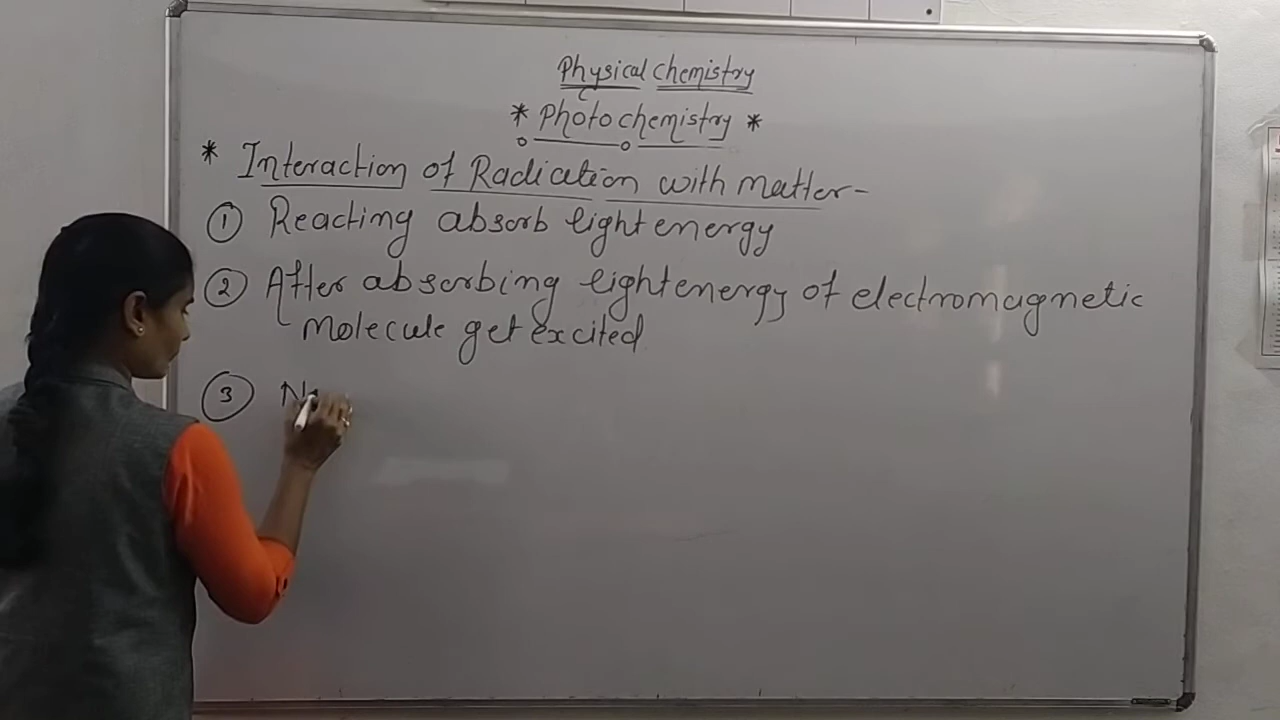 Physical chemistry
* Photochemistry *
* Interaction of Radiation with matter-
① Reacting absorb light energy
② After absorbing light energy of electromagnetic
molecule get excited
③